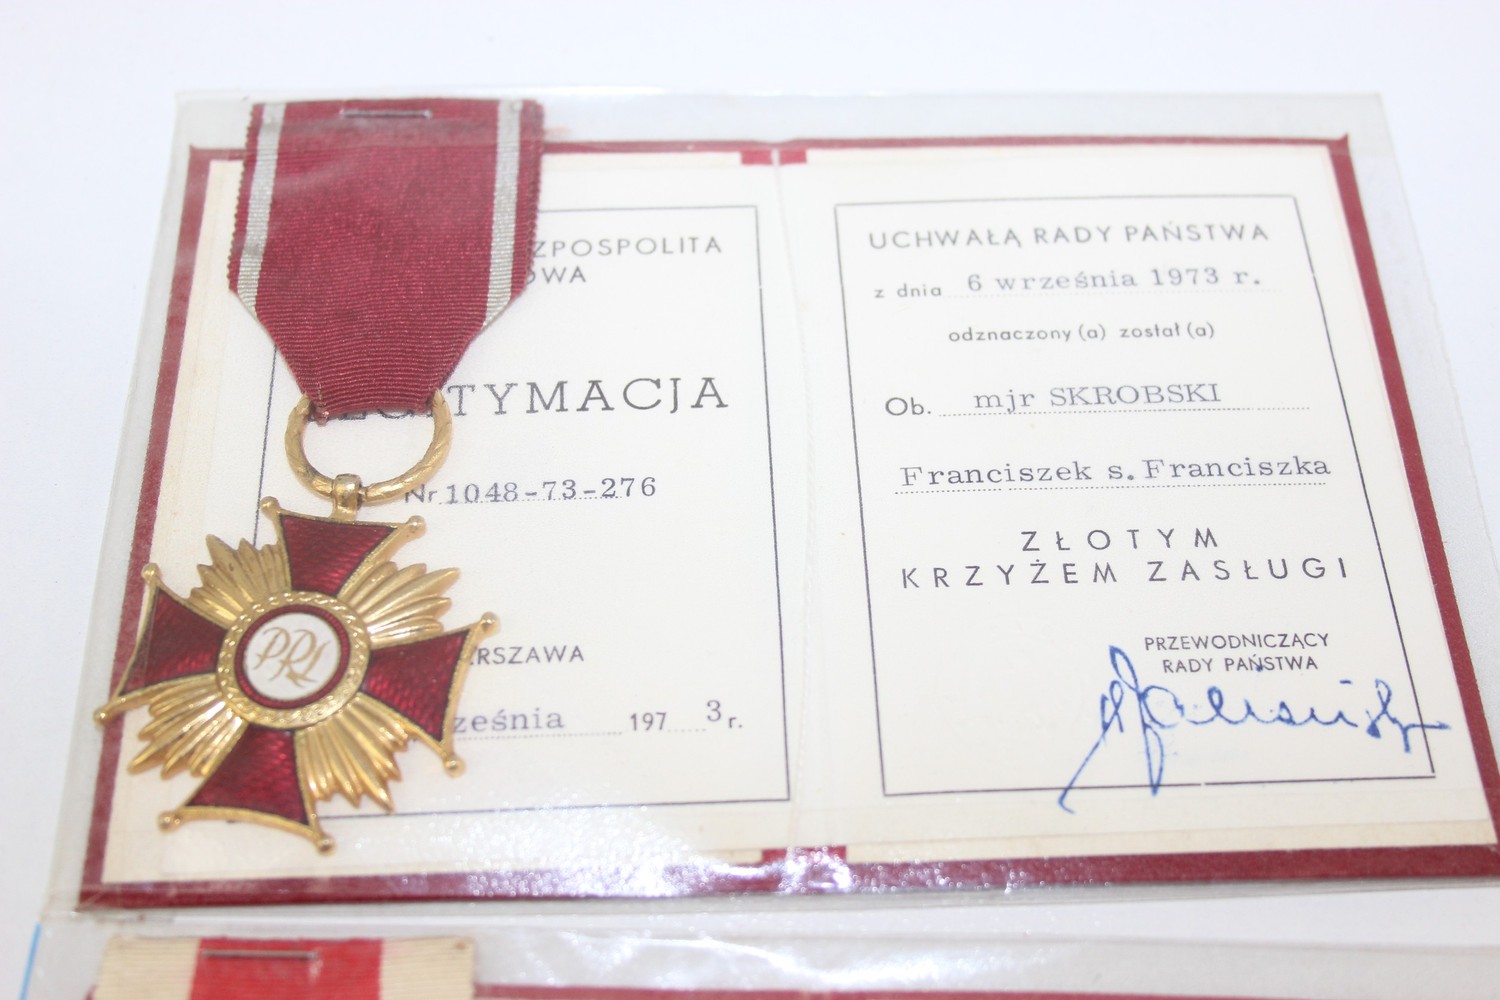 ZPOSPOLITA
OWA
LEGITYMACJA
Nr 1048-73-276
RSZAWA
ześnia 1973 r.
PRL
UCHWAŁĄ RADY PAŃSTWA
z dnia 6 września 1973 r.
odznaczony (a) został (a)
Ob. mjr SKROBSKI
Franciszek s. Franciszka
ZŁOTYM
KRZYŻEM ZASŁUGI
PRZEWODNICZĄCY
RADY PAŃSTWA